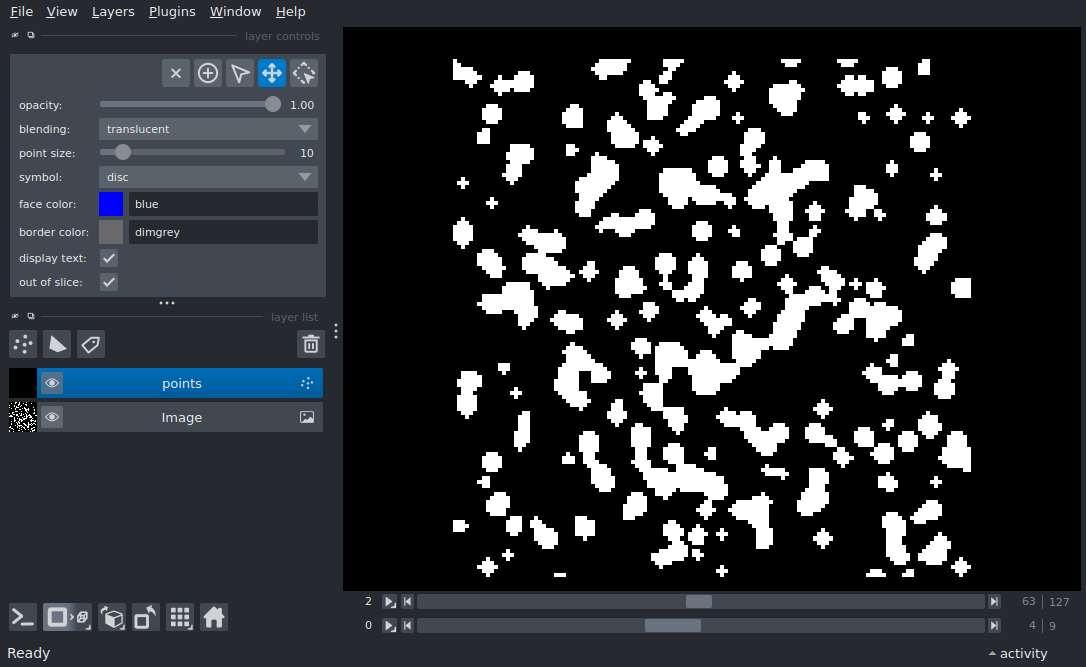 File View Layers Plugins Window Help
layer controls
opacity: 1.00
blending: translucent
point size: 10
symbol: disc
face color: blue
border color: dimgrey
display text:
out of slice:
layer list
points
Image
2 63 127
0 4 9
Ready activity